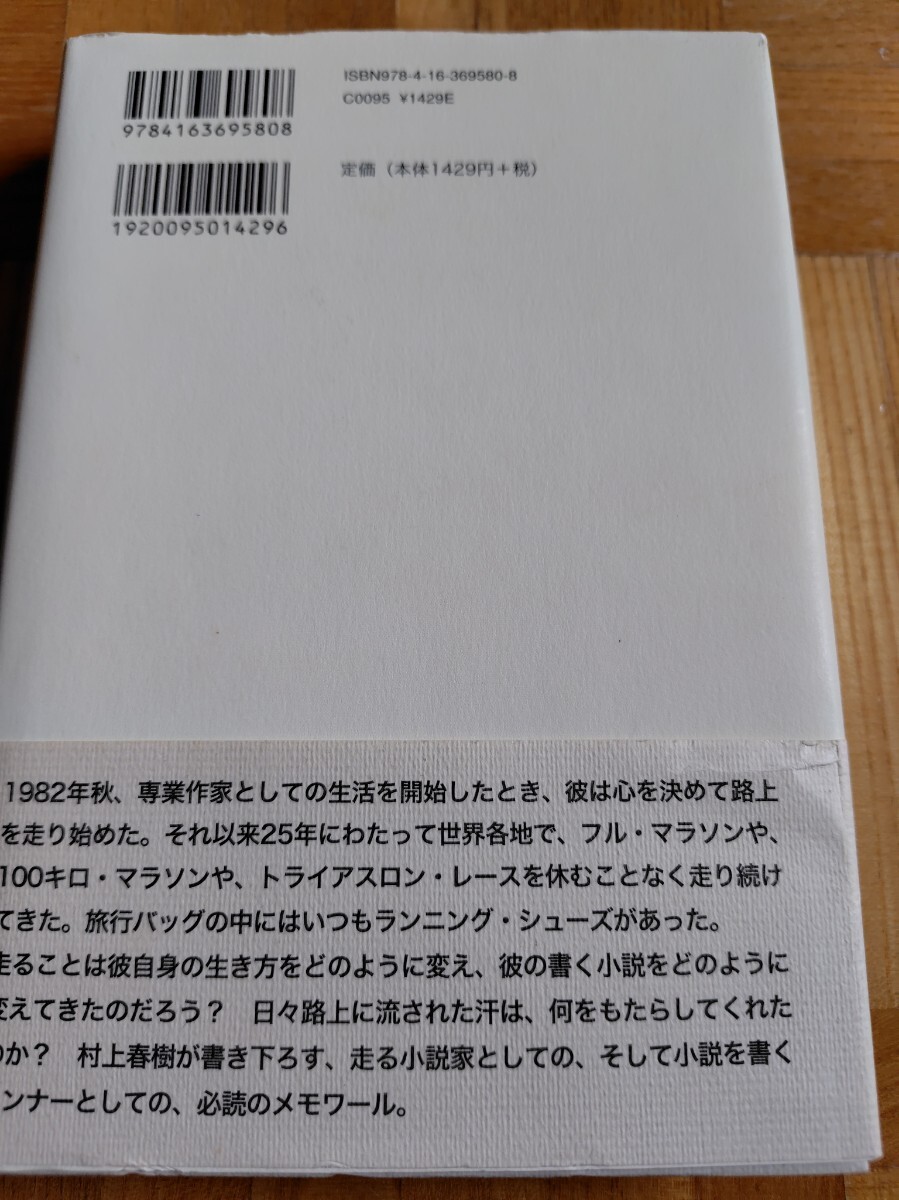 ISBN978-4-16-369580-8
C0095 ¥1429E
9784163695808
定価（本体1429円＋税）
1920095014296
1982年秋、専業作家としての生活を開始したとき、彼は心を決めて路上
を走り始めた。それ以来25年にわたって世界各地で、フル・マラソンや、
100キロ・マラソンや、トライアスロン・レースを休むことなく走り続け
てきた。旅行バッグの中にはいつもランニング・シューズがあった。
走ることは彼自身の生き方をどのように変え、彼の書く小説をどのように
変えてきたのだろう？　日々路上に流された汗は、何をもたらしてくれた
のか？　村上春樹が書き下ろす、走る小説家としての、そして小説を書く
ンナーとしての、必読のメモワール。